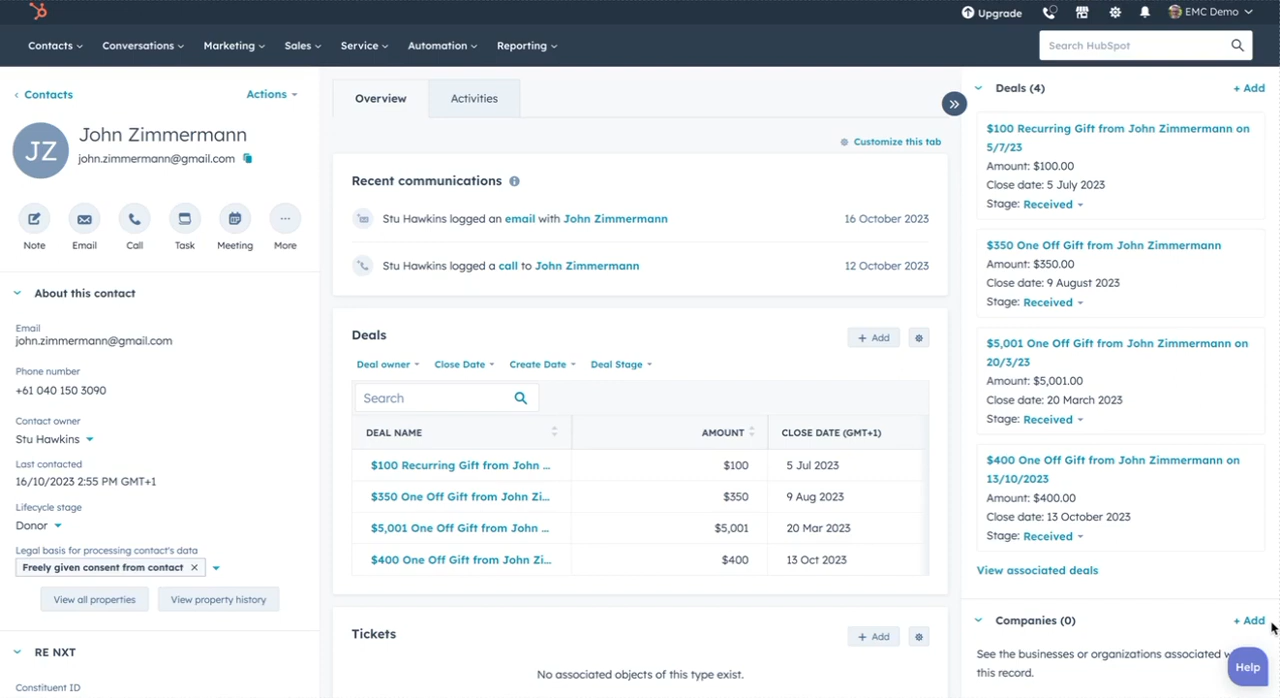 Upgrade
EMC Demo
Contacts
Conversations
Marketing
Sales
Service
Automation
Reporting
Search HubSpot
Contacts
Actions
JZ
John Zimmermann
john.zimmermann@gmail.com
Note
Email
Call
Task
Meeting
More
About this contact
Email
john.zimmermann@gmail.com
Phone number
+61 040 150 3090
Contact owner
Stu Hawkins
Last contacted
16/10/2023 2:55 PM GMT+1
Lifecycle stage
Donor
Legal basis for processing contact's data
Freely given consent from contact
View all properties
View property history
RE NXT
Constituent ID
Overview
Activities
Customize this tab
Recent communications
Stu Hawkins logged an email with John Zimmermann
16 October 2023
Stu Hawkins logged a call to John Zimmermann
12 October 2023
Deals
+ Add
Deal owner
Close Date
Create Date
Deal Stage
Search
DEAL NAME
AMOUNT
CLOSE DATE (GMT+1)
$100 Recurring Gift from John ...
$100
5 Jul 2023
$350 One Off Gift from John Zi...
$350
9 Aug 2023
$5,001 One Off Gift from John ...
$5,001
20 Mar 2023
$400 One Off Gift from John Zi...
$400
13 Oct 2023
Tickets
+ Add
No associated objects of this type exist.
Deals (4)
+ Add
$100 Recurring Gift from John Zimmermann on
5/7/23
Amount: $100.00
Close date: 5 July 2023
Stage: Received
$350 One Off Gift from John Zimmermann
Amount: $350.00
Close date: 9 August 2023
Stage: Received
$5,001 One Off Gift from John Zimmermann on
20/3/23
Amount: $5,001.00
Close date: 20 March 2023
Stage: Received
$400 One Off Gift from John Zimmermann on
13/10/2023
Amount: $400.00
Close date: 13 October 2023
Stage: Received
View associated deals
Companies (0)
+ Add
See the businesses or organizations associated
this record.
Help